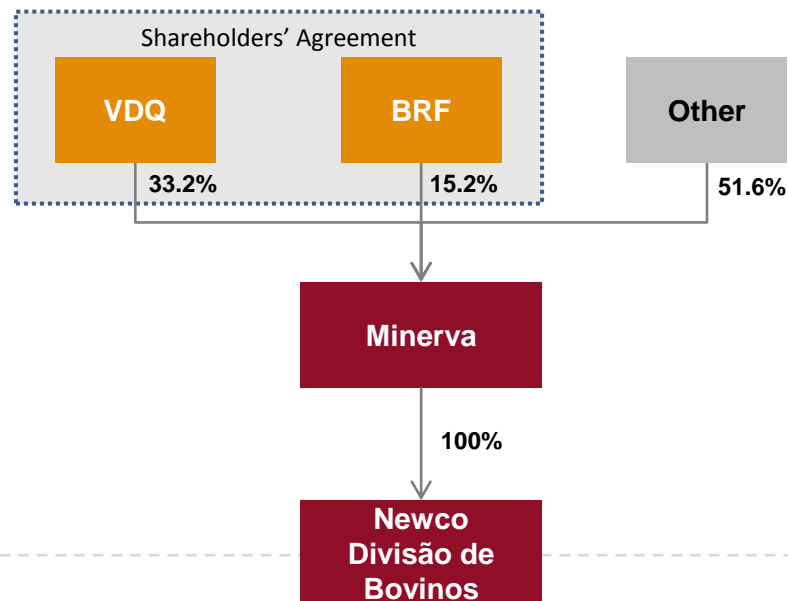 Shareholders’ Agreement
VDQ
BRF
Other
33.2%
15.2%
51.6%
Minerva
100%
Newco
Divisão de
Bovinos